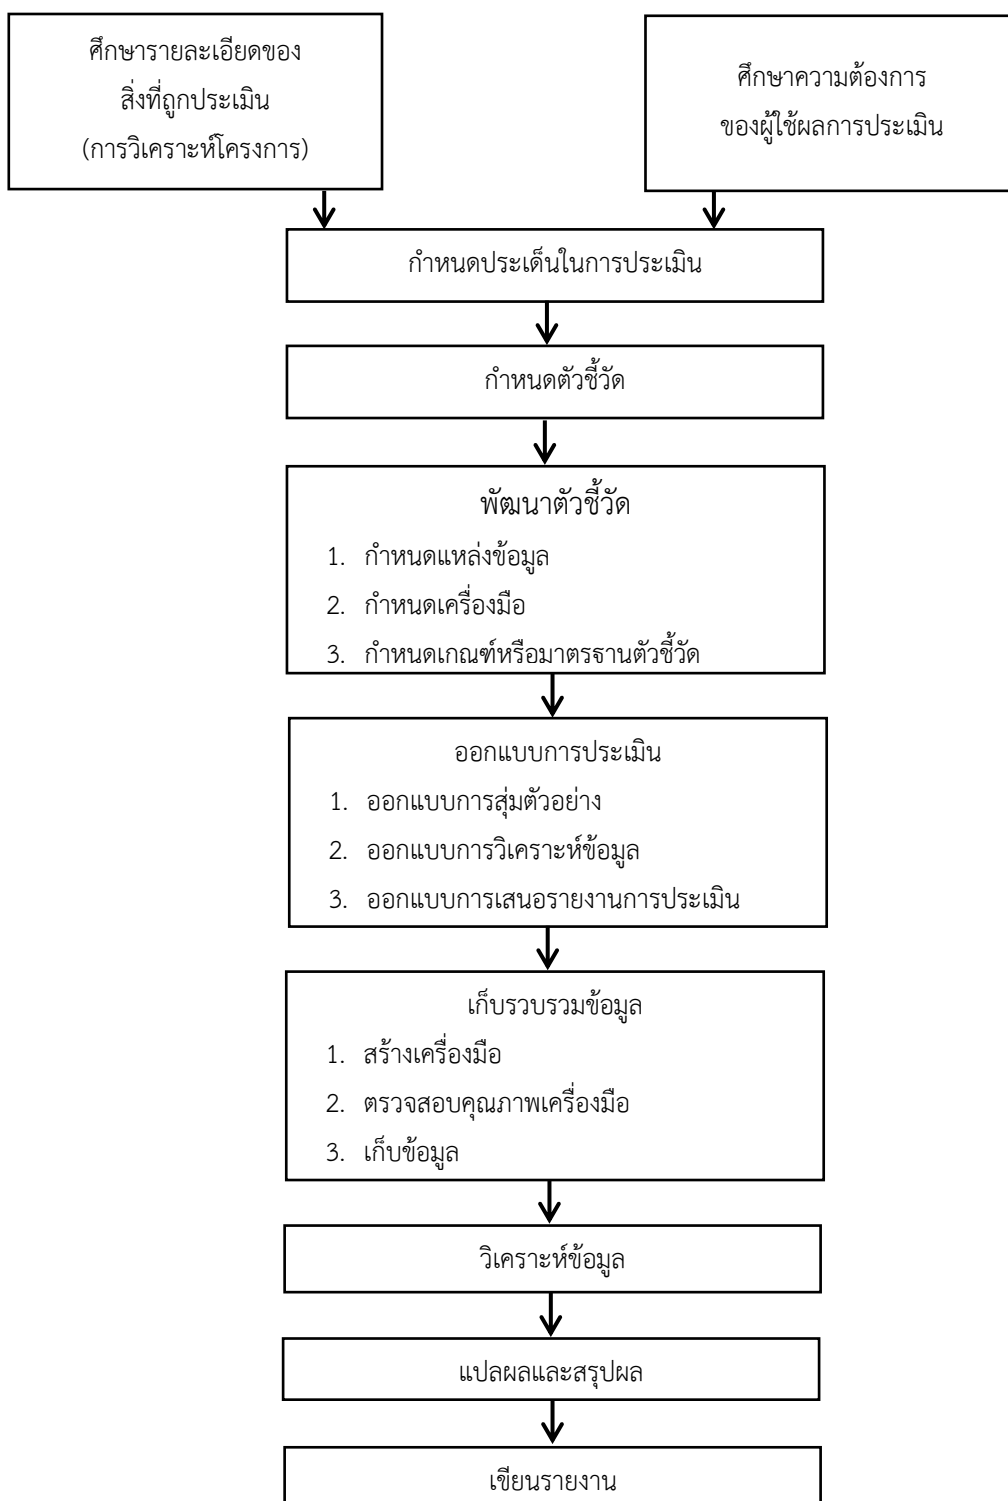 ศึกษารายละเอียดของ
สิ่งที่ถูกประเมิน
(การวิเคราะห์โครงการ)
ศึกษาความต้องการ
ของผู้ใช้ผลการประเมิน
กำหนดประเด็นในการประเมิน
กำหนดตัวชี้วัด
พัฒนาตัวชี้วัด
1. กำหนดแหล่งข้อมูล
2. กำหนดเครื่องมือ
3. กำหนดเกณฑ์หรือมาตรฐานตัวชี้วัด
ออกแบบการประเมิน
1. ออกแบบการสุ่มตัวอย่าง
2. ออกแบบการวิเคราะห์ข้อมูล
3. ออกแบบการเสนอรายงานการประเมิน
เก็บรวบรวมข้อมูล
1. สร้างเครื่องมือ
2. ตรวจสอบคุณภาพเครื่องมือ
3. เก็บข้อมูล
วิเคราะห์ข้อมูล
แปลผลและสรุปผล
เขียนรายงาน